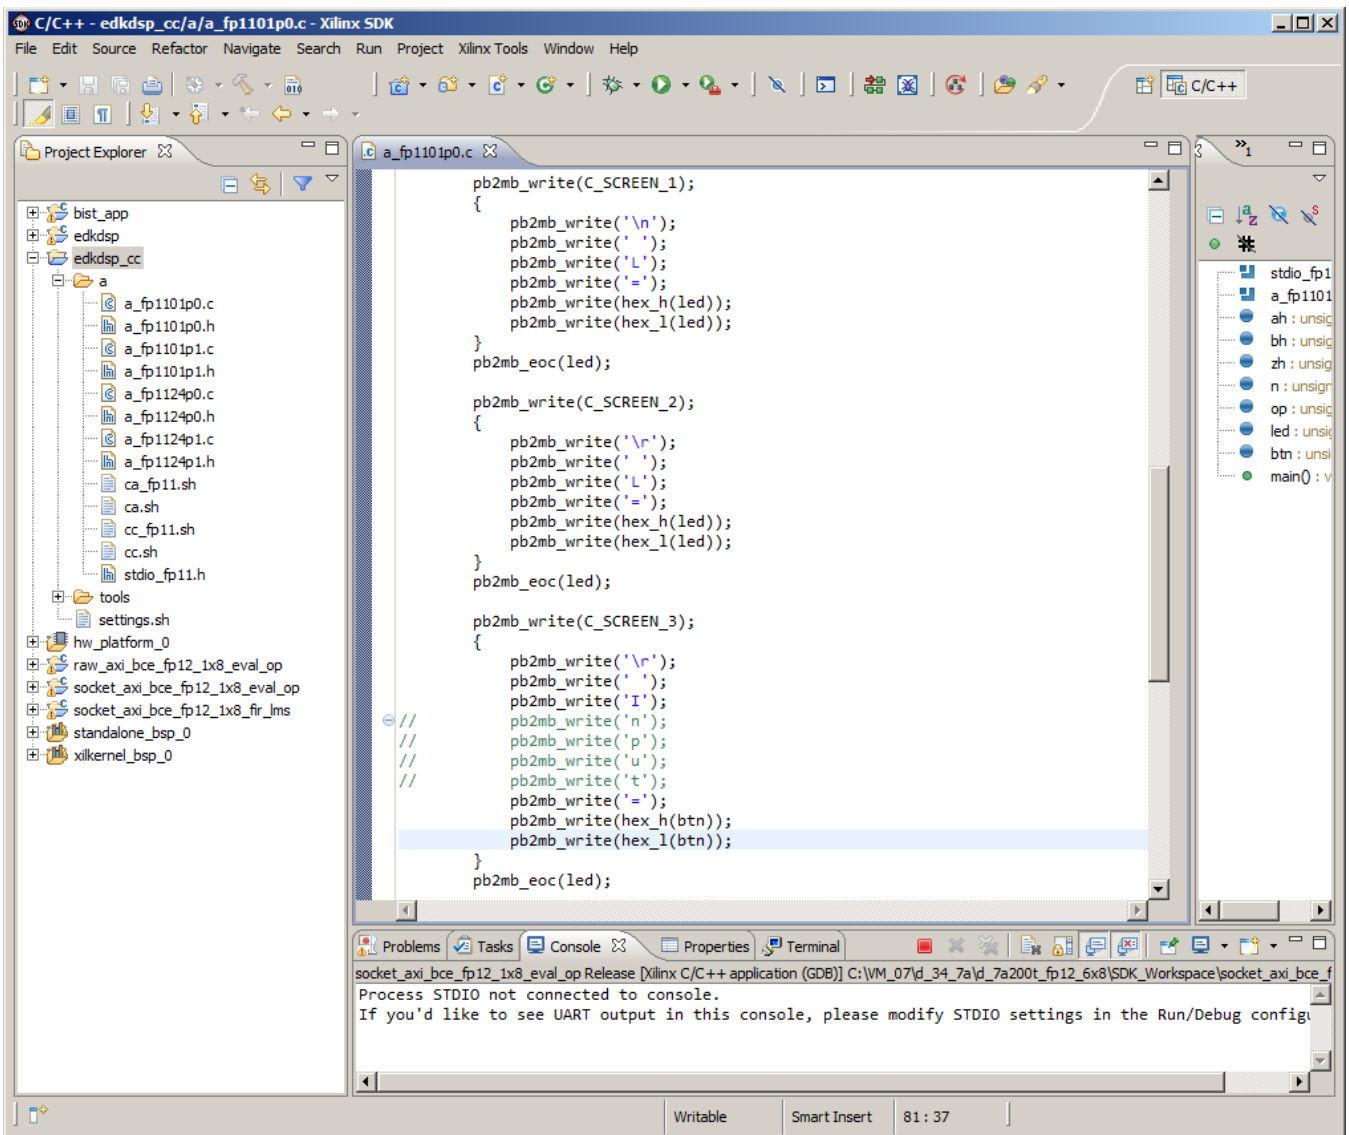 C/C++ - edkdsp_cc/a/a_fp1101p0.c - Xilinx SDK
File Edit Source Refactor Navigate Search Run Project Xilinx Tools Window Help
C/C++
Project Explorer
bist_app
edkdsp
edkdsp_cc
a
a_fp1101p0.c
a_fp1101p0.h
a_fp1101p1.c
a_fp1101p1.h
a_fp1124p0.c
a_fp1124p0.h
a_fp1124p1.c
a_fp1124p1.h
ca_fp11.sh
ca.sh
cc_fp11.sh
cc.sh
stdio_fp11.h
tools
settings.sh
hw_platform_0
raw_axi_bce_fp12_1x8_eval_op
socket_axi_bce_fp12_1x8_eval_op
socket_axi_bce_fp12_1x8_fir_lms
standalone_bsp_0
xilkernel_bsp_0
a_fp1101p0.c
pb2mb_write(C_SCREEN_1);
{
pb2mb_write('\n');
pb2mb_write(' ');
pb2mb_write('L');
pb2mb_write('=');
pb2mb_write(hex_h(led));
pb2mb_write(hex_l(led));
}
pb2mb_eoc(led);
pb2mb_write(C_SCREEN_2);
{
pb2mb_write('\r');
pb2mb_write(' ');
pb2mb_write('L');
pb2mb_write('=');
pb2mb_write(hex_h(led));
pb2mb_write(hex_l(led));
}
pb2mb_eoc(led);
pb2mb_write(C_SCREEN_3);
{
pb2mb_write('\r');
pb2mb_write(' ');
pb2mb_write('I');
// pb2mb_write('n');
// pb2mb_write('p');
// pb2mb_write('u');
// pb2mb_write('t');
pb2mb_write('=');
pb2mb_write(hex_h(btn));
pb2mb_write(hex_l(btn));
}
pb2mb_eoc(led);
»1
stdio_fp1
a_fp1101
ah : unsig
bh : unsig
zh : unsig
n : unsign
op : unsig
led : unsig
btn : unsi
main() : v
Problems Tasks Console Properties Terminal
socket_axi_bce_fp12_1x8_eval_op Release [Xilinx C/C++ application (GDB)] C:\VM_07\d_34_7a\d_7a200t_fp12_6x8\SDK_Workspace\socket_axi_bce_f
Process STDIO not connected to console.
If you'd like to see UART output in this console, please modify STDIO settings in the Run/Debug configu
Writable Smart Insert 81 : 37